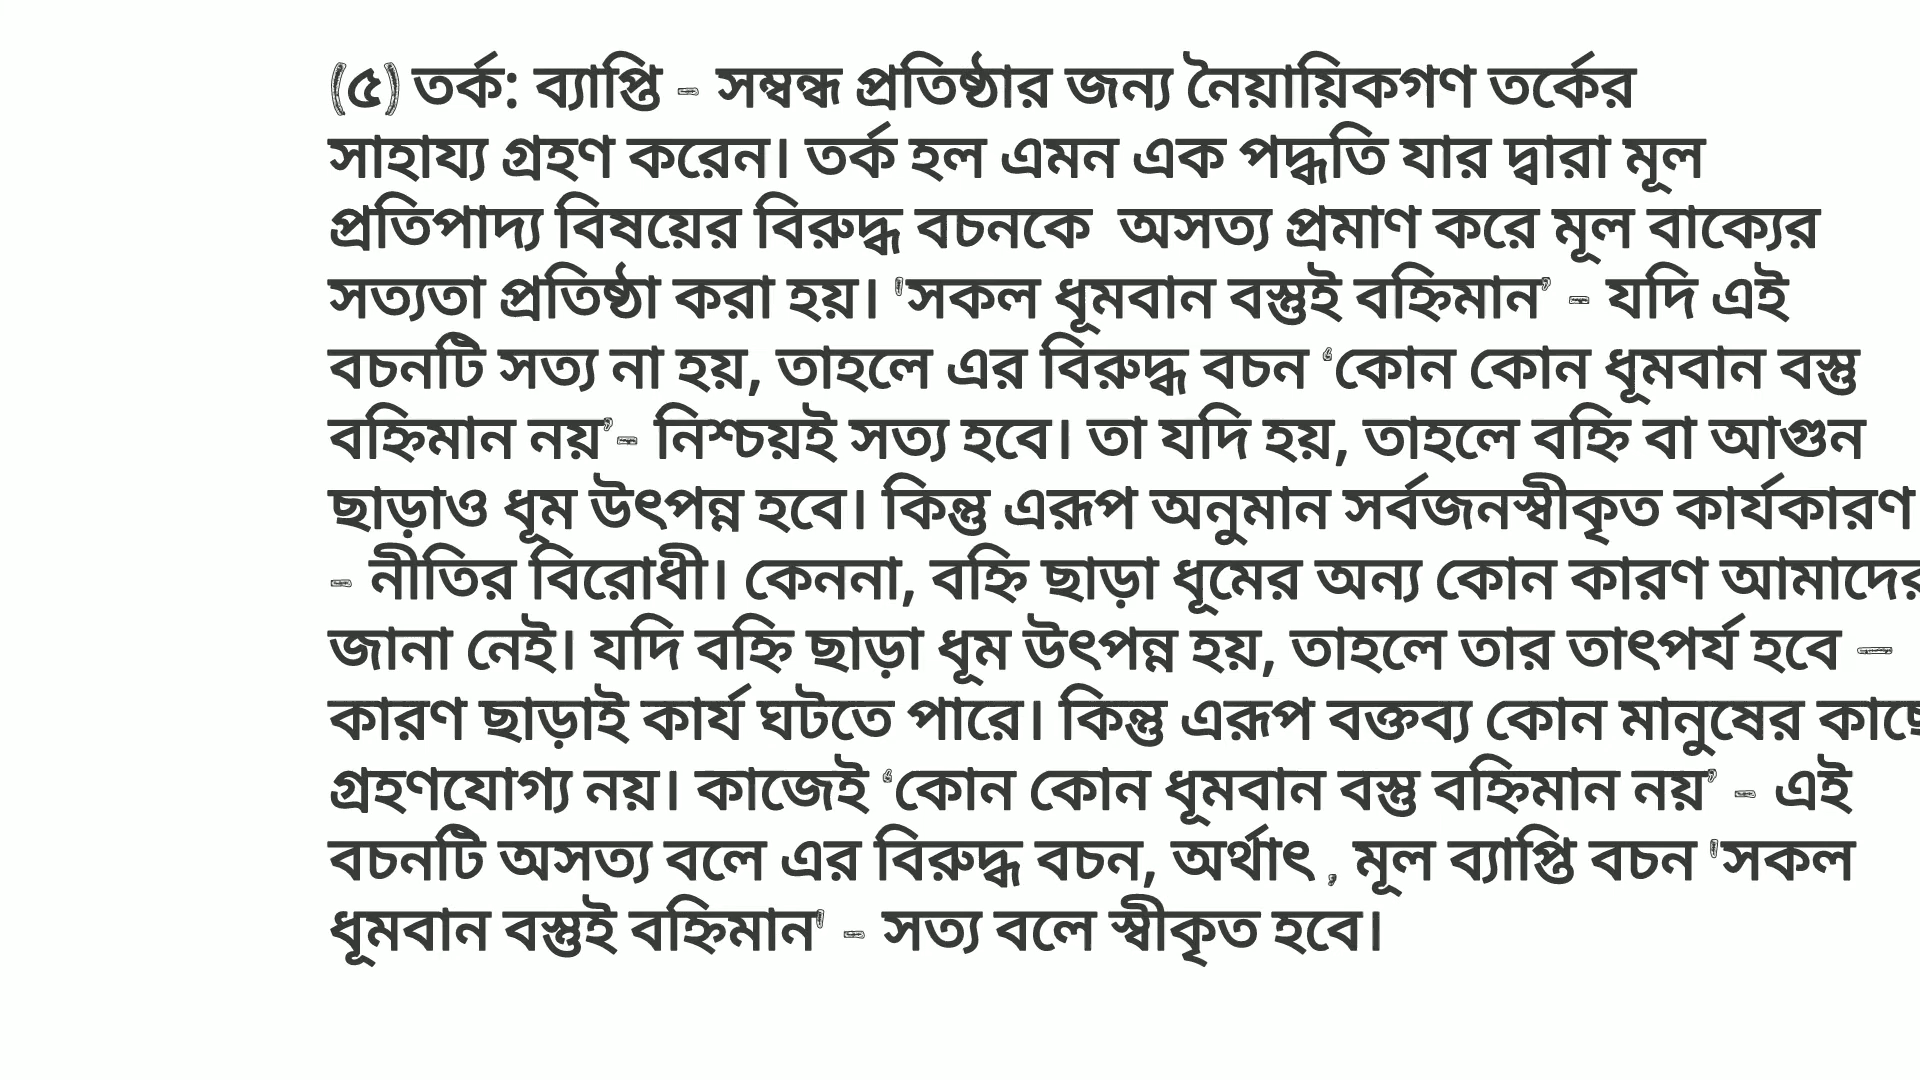 (৫) তর্ক: ব্যাপ্তি - সম্বন্ধ প্রতিষ্ঠার জন্য নৈয়ায়িকগণ তর্কের
সাহায্য গ্রহণ করেন। তর্ক হল এমন এক পদ্ধতি যার দ্বারা মূল
প্রতিপাদ্য বিষয়ের বিরুদ্ধ বচনকে অসত্য প্রমাণ করে মূল বাক্যের
সত্যতা প্রতিষ্ঠা করা হয়। 'সকল ধূমবান বস্তুই বহ্নিমান’ - যদি এই
বচনটি সত্য না হয়, তাহলে এর বিরুদ্ধ বচন ‘কোন কোন ধূমবান বস্তু
বহ্নিমান নয়’- নিশ্চয়ই সত্য হবে। তা যদি হয়, তাহলে বহ্নি বা আগুন
ছাড়াও ধূম উৎপন্ন হবে। কিন্তু এরূপ অনুমান সর্বজনস্বীকৃত কার্যকারণ
- নীতির বিরোধী। কেননা, বহ্নি ছাড়া ধূমের অন্য কোন কারণ আমাদের
জানা নেই। যদি বহ্নি ছাড়া ধূম উৎপন্ন হয়, তাহলে তার তাৎপর্য হবে —
কারণ ছাড়াই কার্য ঘটতে পারে। কিন্তু এরূপ বক্তব্য কোন মানুষের কাছে
গ্রহণযোগ্য নয়। কাজেই ‘কোন কোন ধূমবান বস্তু বহ্নিমান নয়’ - এই
বচনটি অসত্য বলে এর বিরুদ্ধ বচন, অর্থাৎ , মূল ব্যাপ্তি বচন 'সকল
ধূমবান বস্তুই বহ্নিমান' - সত্য বলে স্বীকৃত হবে।